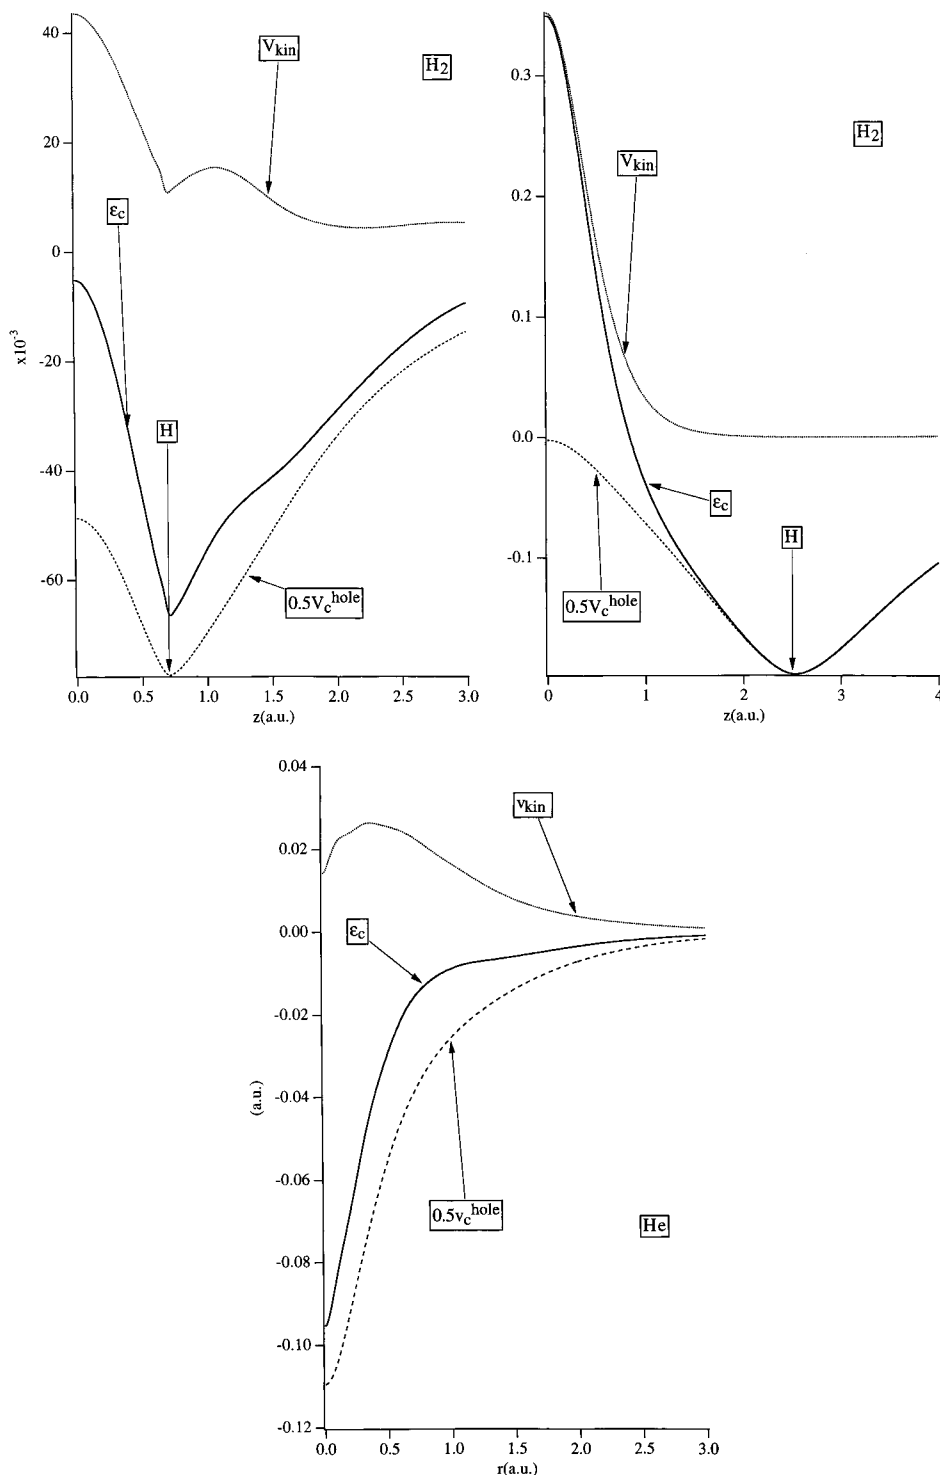 40
20
0
-20
-40
-60
x10⁻³
V_kin
H₂
ε_c
H
0.5V_c^hole
0.0 0.5 1.0 1.5 2.0 2.5 3.0
z(a.u.)
0.3
0.2
0.1
0.0
-0.1
H₂
V_kin
ε_c
H
0.5V_c^hole
0 1 2 3 4
z(a.u.)
0.04
0.02
0.00
-0.02
-0.04
-0.06
-0.08
-0.10
-0.12
(a.u.)
v_kin
ε_c
0.5v_c^hole
He
0.0 0.5 1.0 1.5 2.0 2.5 3.0
r(a.u.)